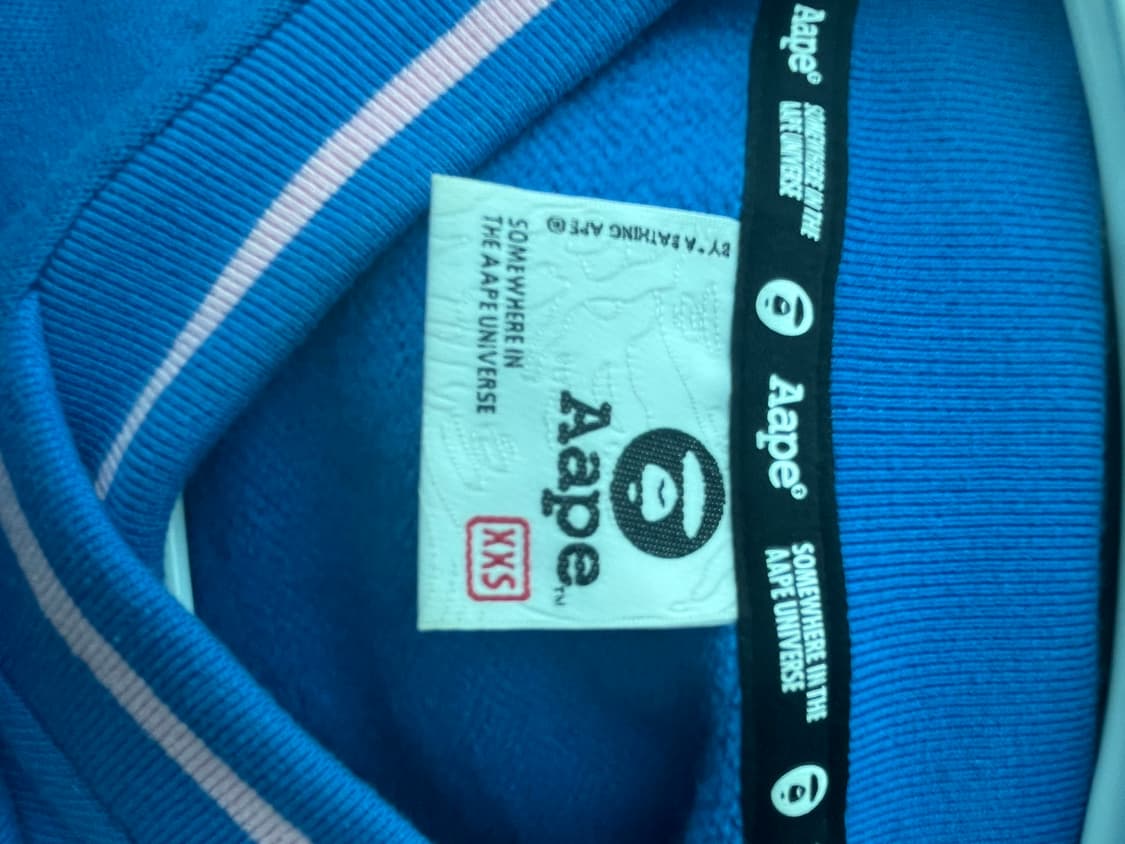 BY *A BATHING APE®
Aape™
SOMEWHERE IN
THE AAPE UNIVERSE
XXS
Aape®
SOMEWHERE IN THE
AAPE UNIVERSE
Aape®
SOMEWHERE IN THE
AAPE UNIVERSE